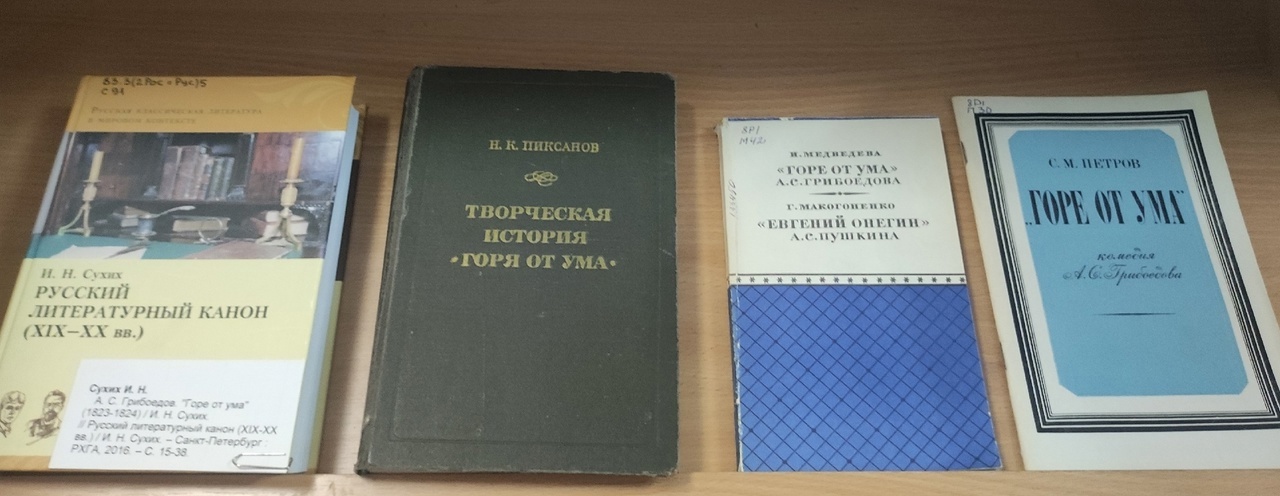 83.3(2Рос=Рус)5
С 91
Русская классическая литература
в мировом контексте
И. Н. Сухих
РУССКИЙ
ЛИТЕРАТУРНЫЙ КАНОН
(XIX–XX вв.)
Сухих И. Н.
А. С. Грибоедов. "Горе от ума"
(1823-1824) / И. Н. Сухих
// Русский литературный канон (XIX-XX
вв.) / И. Н. Сухих. – Санкт-Петербург :
РХГА, 2016. – С. 15-38.
Н. К. ПИКСАНОВ
ТВОРЧЕСКАЯ
ИСТОРИЯ
«ГОРЯ ОТ УМА»
8Р1
М42
И. МЕДВЕДЕВА
«ГОРЕ ОТ УМА»
А. С. ГРИБОЕДОВА
Г. МАКОГОНЕНКО
«ЕВГЕНИЙ ОНЕГИН»
А. С. ПУШКИНА
С. М. ПЕТРОВ
„ГОРЕ ОТ УМА"
комедия
А. С. Грибоедова